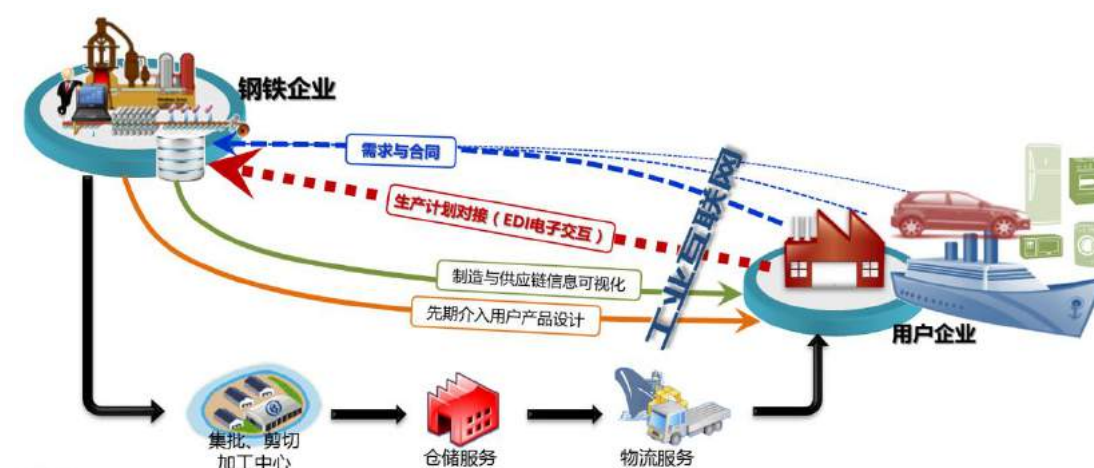 钢铁企业
需求与合同
生产计划对接（EDI电子交互）
工业互联网
制造与供应链信息可视化
先期介入用户产品设计
用户企业
集批、剪切
加工中心
仓储服务
物流服务